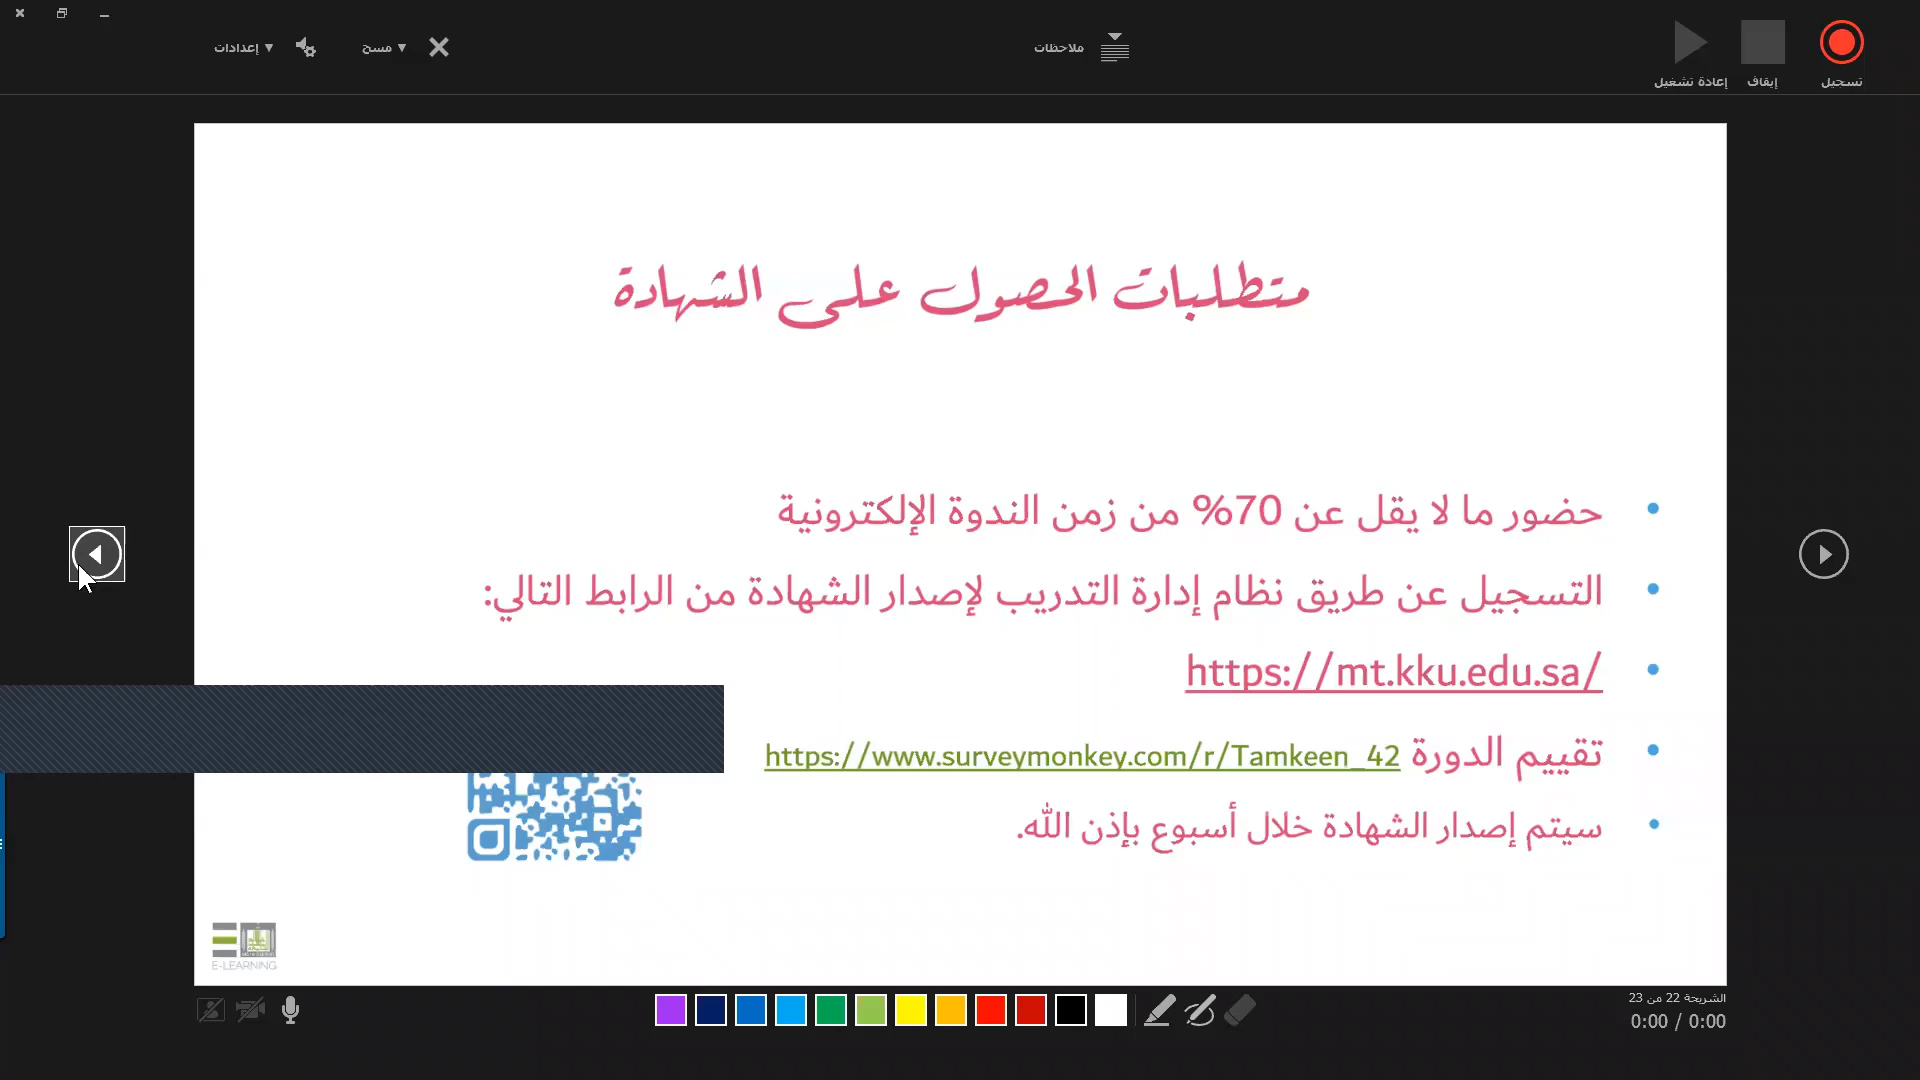 تسجيل
إيقاف
إعادة تشغيل
ملاحظات
مسح
إعدادات
متطلبات الحصول على الشهادة
حضور ما لا يقل عن 70% من زمن الندوة الإلكترونية
التسجيل عن طريق نظام إدارة التدريب لإصدار الشهادة من الرابط التالي:
https://mt.kku.edu.sa/
تقييم الدورة https://www.surveymonkey.com/r/Tamkeen_42
سيتم إصدار الشهادة خلال أسبوع بإذن الله.
E-LEARNING
الشريحة 22 من 23
0:00 / 0:00